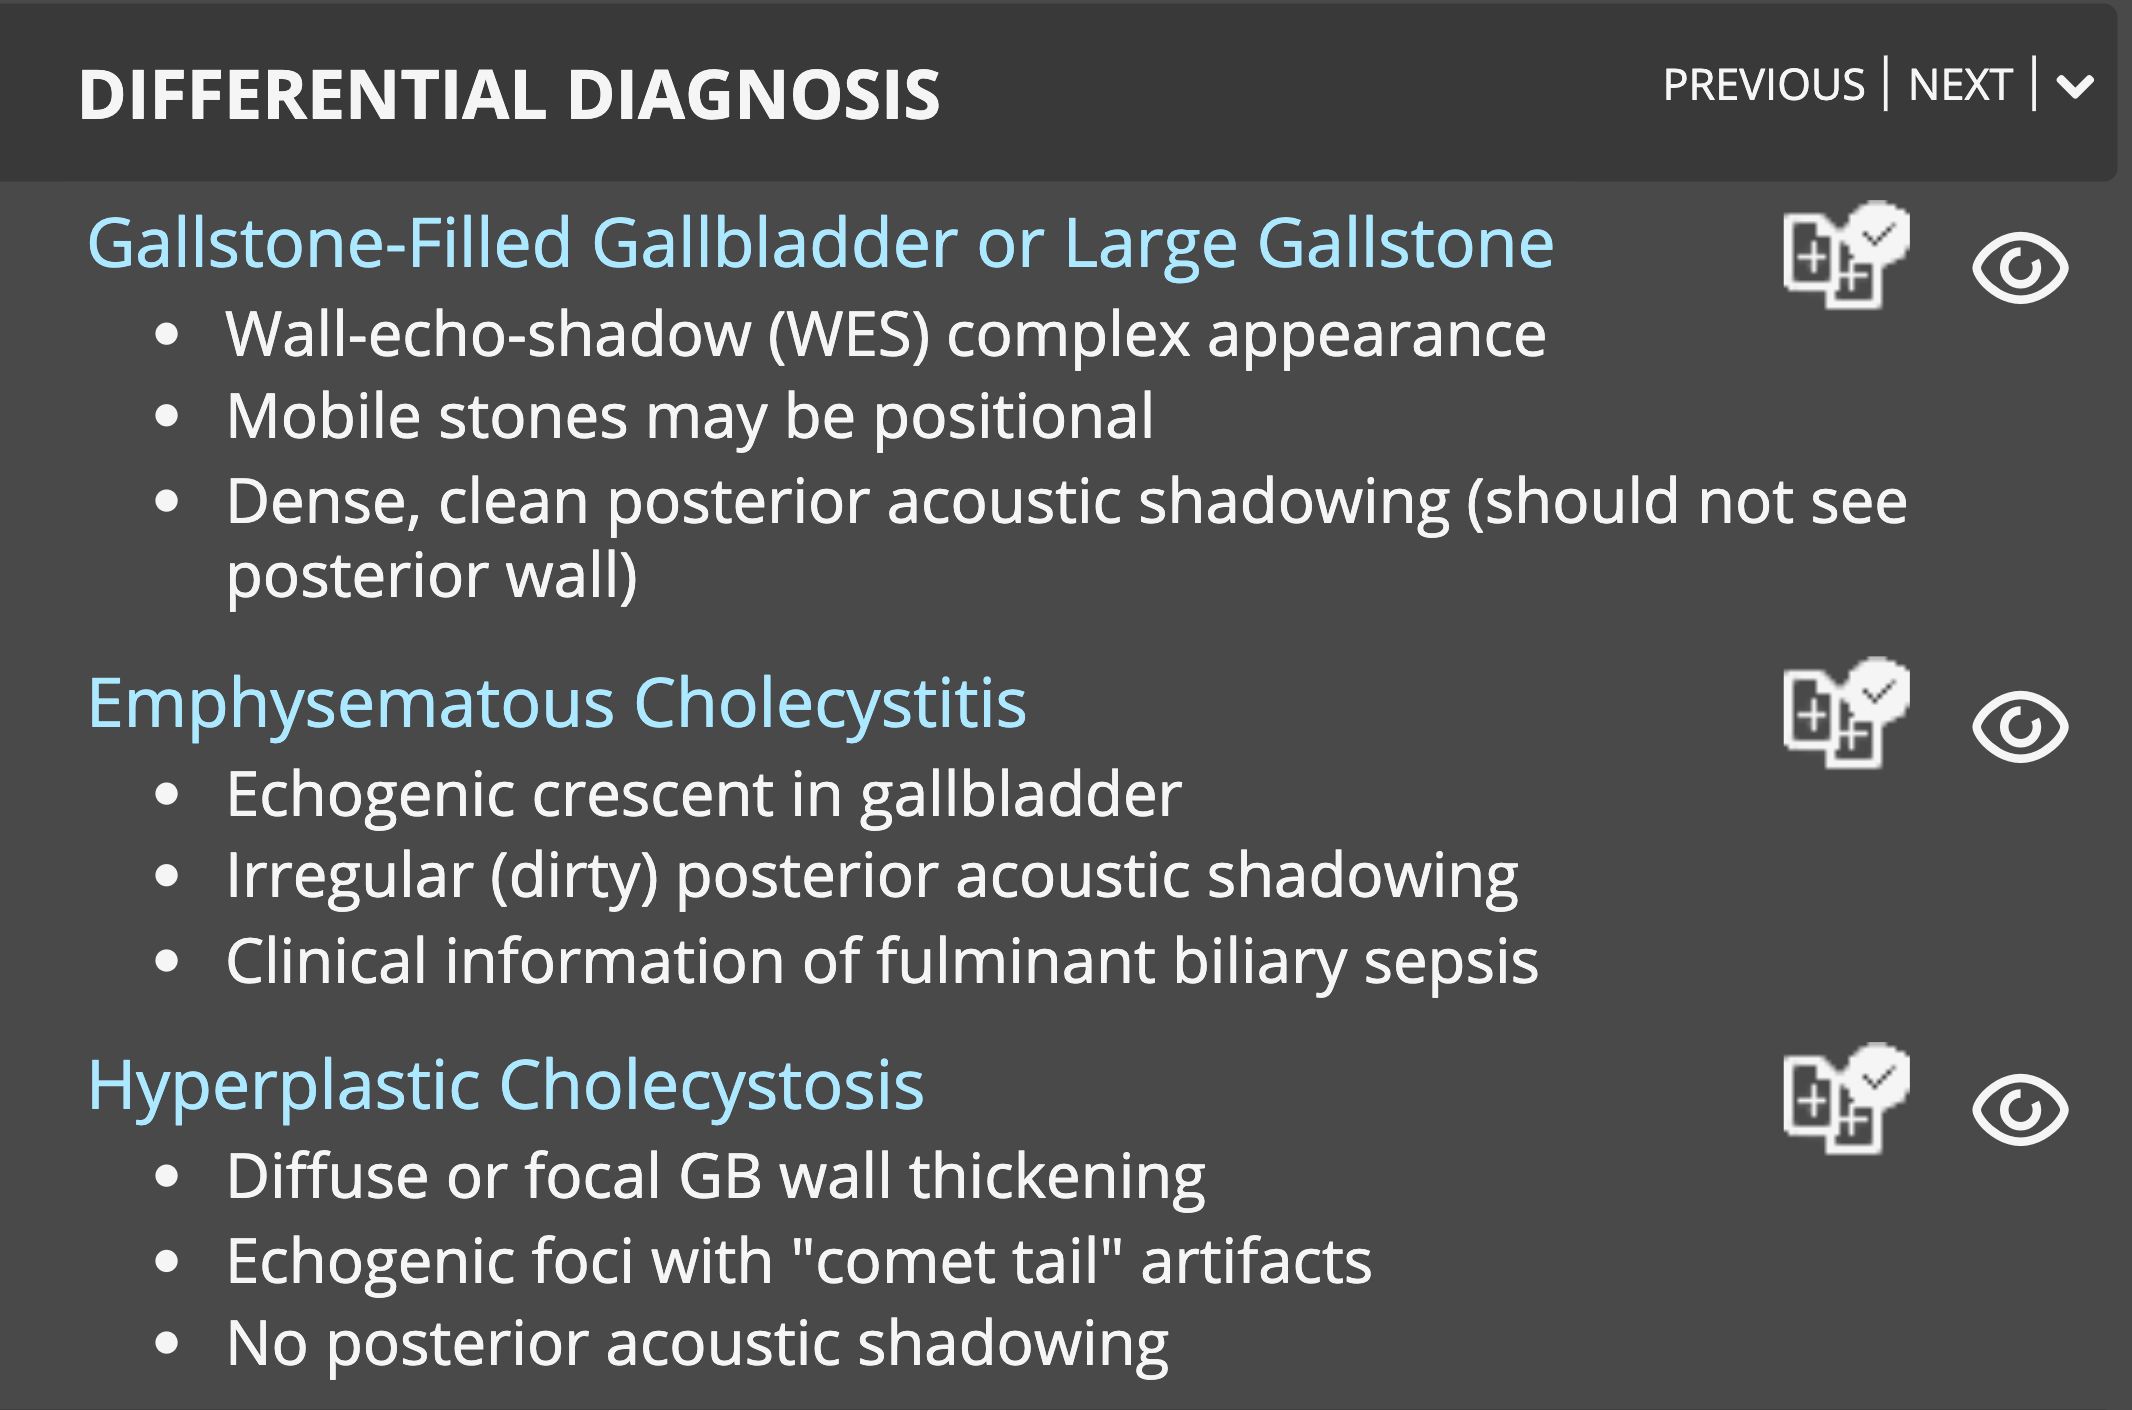 DIFFERENTIAL DIAGNOSIS
PREVIOUS | NEXT |
Gallstone-Filled Gallbladder or Large Gallstone
• Wall-echo-shadow (WES) complex appearance
• Mobile stones may be positional
• Dense, clean posterior acoustic shadowing (should not see
posterior wall)
Emphysematous Cholecystitis
• Echogenic crescent in gallbladder
• Irregular (dirty) posterior acoustic shadowing
• Clinical information of fulminant biliary sepsis
Hyperplastic Cholecystosis
• Diffuse or focal GB wall thickening
• Echogenic foci with "comet tail" artifacts
• No posterior acoustic shadowing